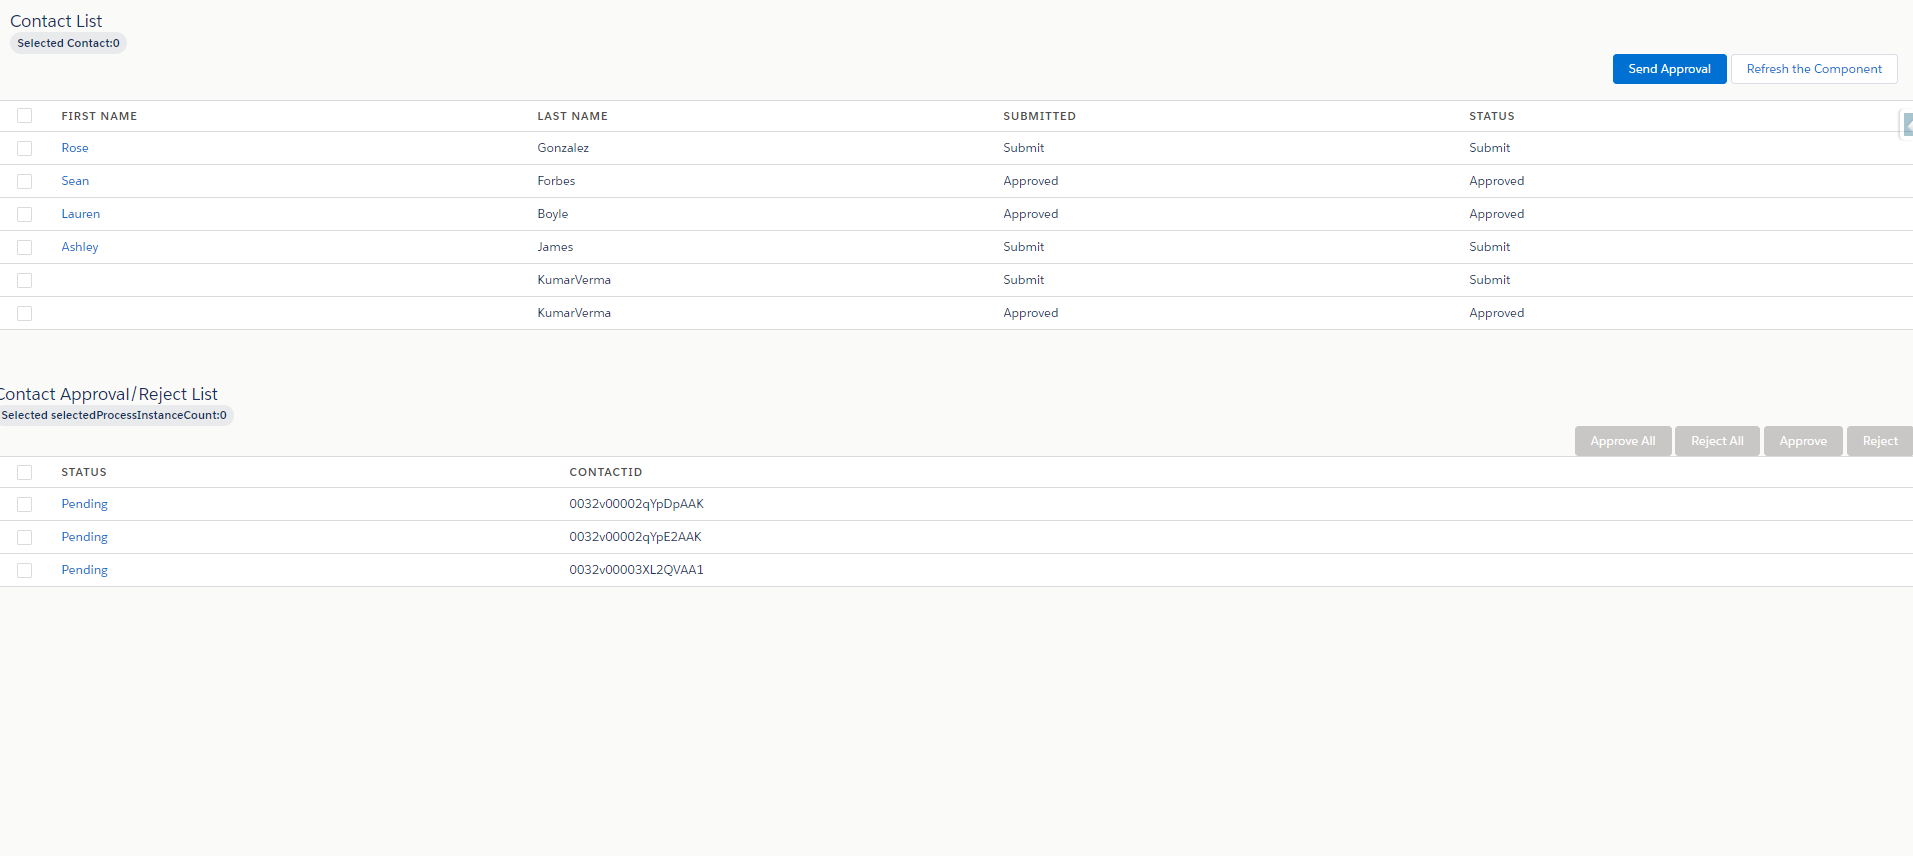 Contact List
Selected Contact:0
Send Approval Refresh the Component
FIRST NAME LAST NAME SUBMITTED STATUS
Rose Gonzalez Submit Submit
Sean Forbes Approved Approved
Lauren Boyle Approved Approved
Ashley James Submit Submit
KumarVerma Submit Submit
KumarVerma Approved Approved
Contact Approval/Reject List
Selected selectedProcessInstanceCount:0
Approve All Reject All Approve Reject
STATUS CONTACTID
Pending 0032v00002qYpDpAAK
Pending 0032v00002qYpE2AAK
Pending 0032v00003XL2QVAA1